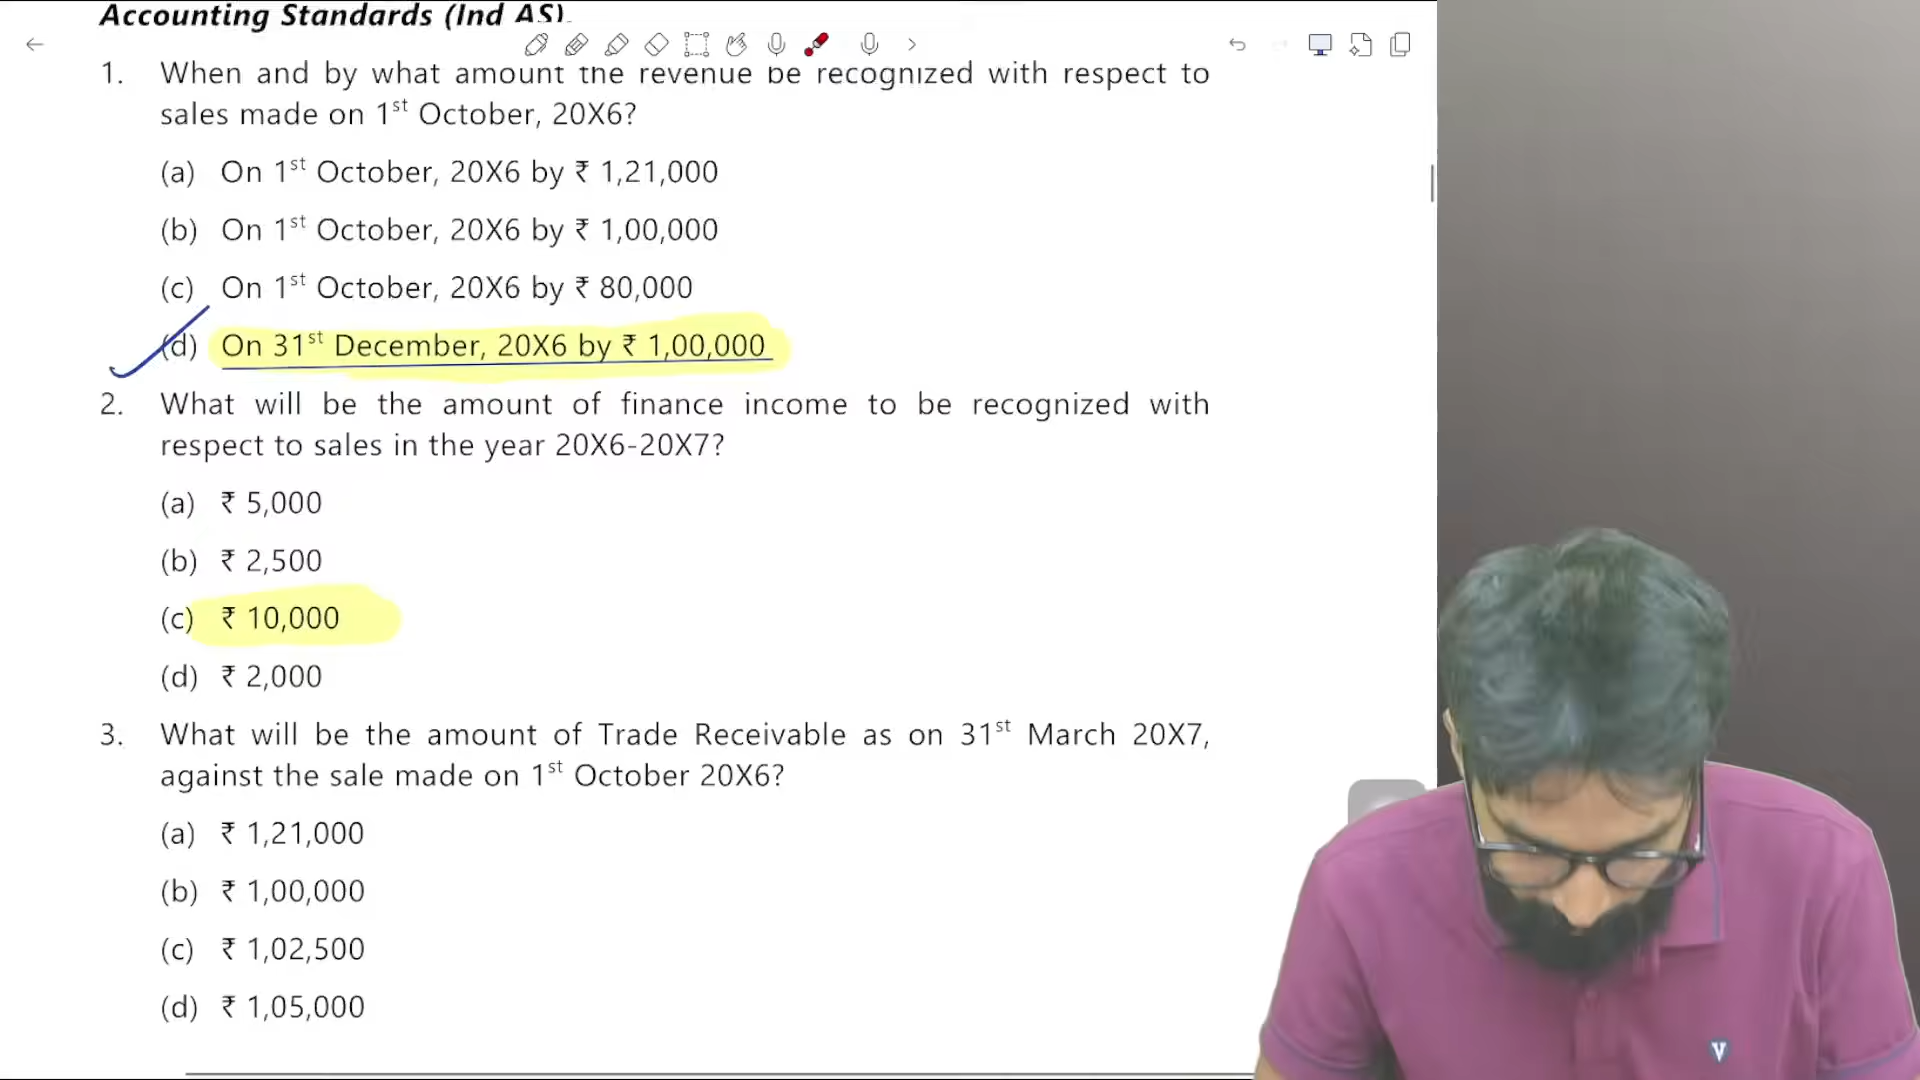 Accounting Standards (Ind AS)
1. When and by what amount the revenue be recognized with respect to
sales made on 1st October, 20X6?
(a) On 1st October, 20X6 by ₹ 1,21,000
(b) On 1st October, 20X6 by ₹ 1,00,000
(c) On 1st October, 20X6 by ₹ 80,000
(d) On 31st December, 20X6 by ₹ 1,00,000
2. What will be the amount of finance income to be recognized with
respect to sales in the year 20X6-20X7?
(a) ₹ 5,000
(b) ₹ 2,500
(c) ₹ 10,000
(d) ₹ 2,000
3. What will be the amount of Trade Receivable as on 31st March 20X7,
against the sale made on 1st October 20X6?
(a) ₹ 1,21,000
(b) ₹ 1,00,000
(c) ₹ 1,02,500
(d) ₹ 1,05,000
V